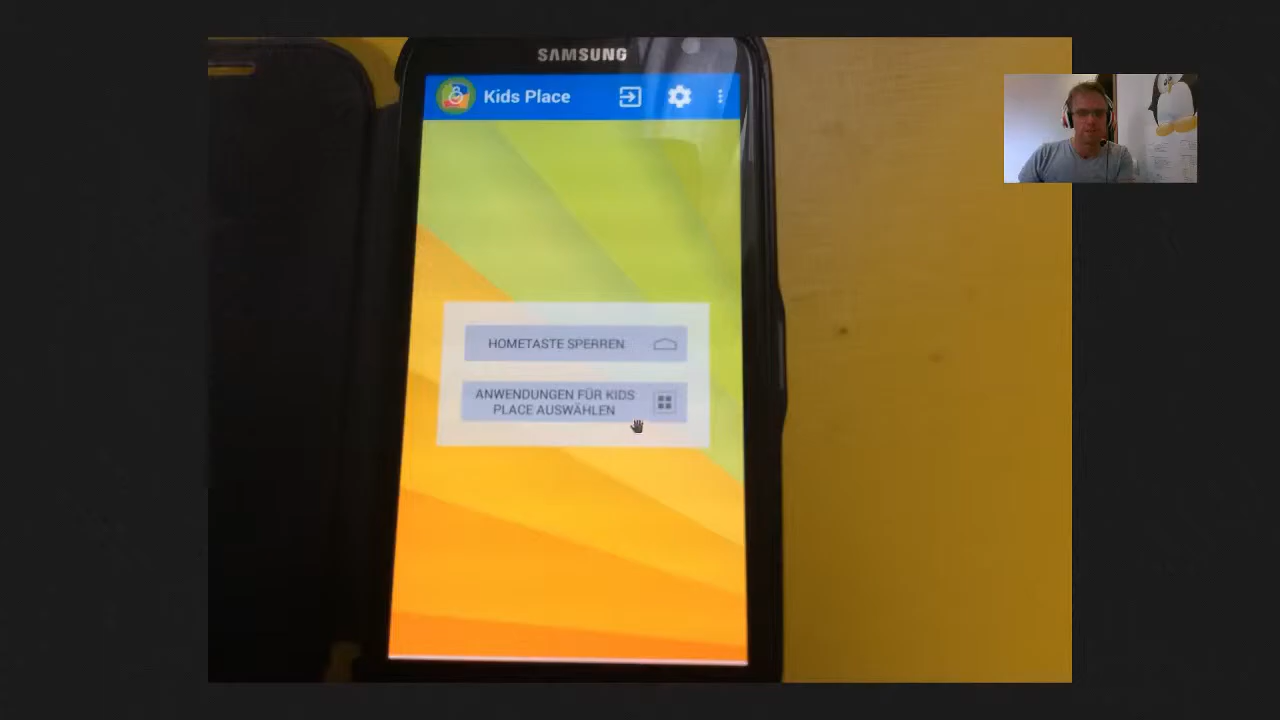 SAMSUNG
Kids Place
HOMETASTE SPERREN
ANWENDUNGEN FÜR KIDS
PLACE AUSWÄHLEN